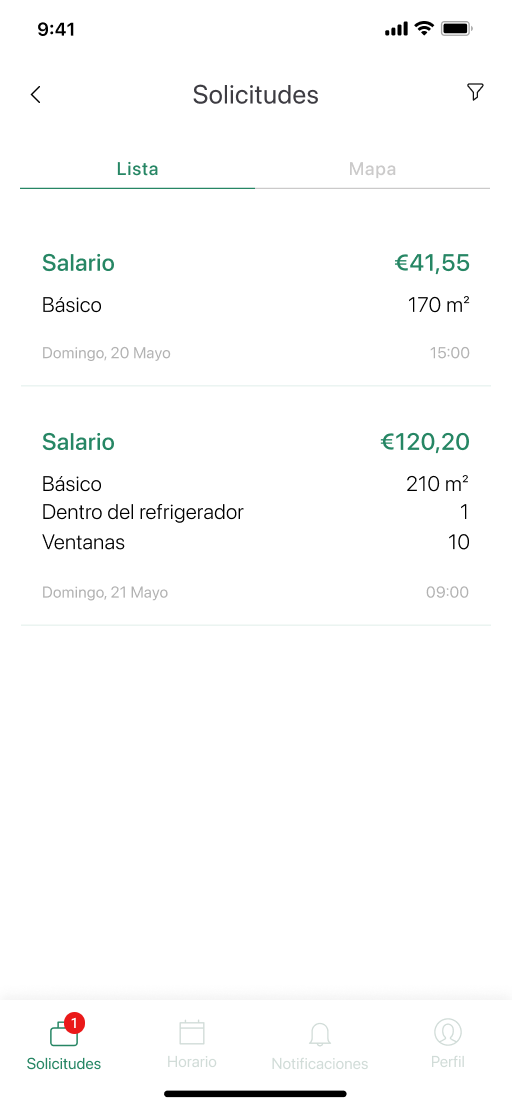 9:41
Solicitudes
Lista Mapa
Salario €41,55
Básico 170 m²
Domingo, 20 Mayo 15:00
Salario €120,20
Básico 210 m²
Dentro del refrigerador 1
Ventanas 10
Domingo, 21 Mayo 09:00
1
Solicitudes Horario Notificaciones Perfil